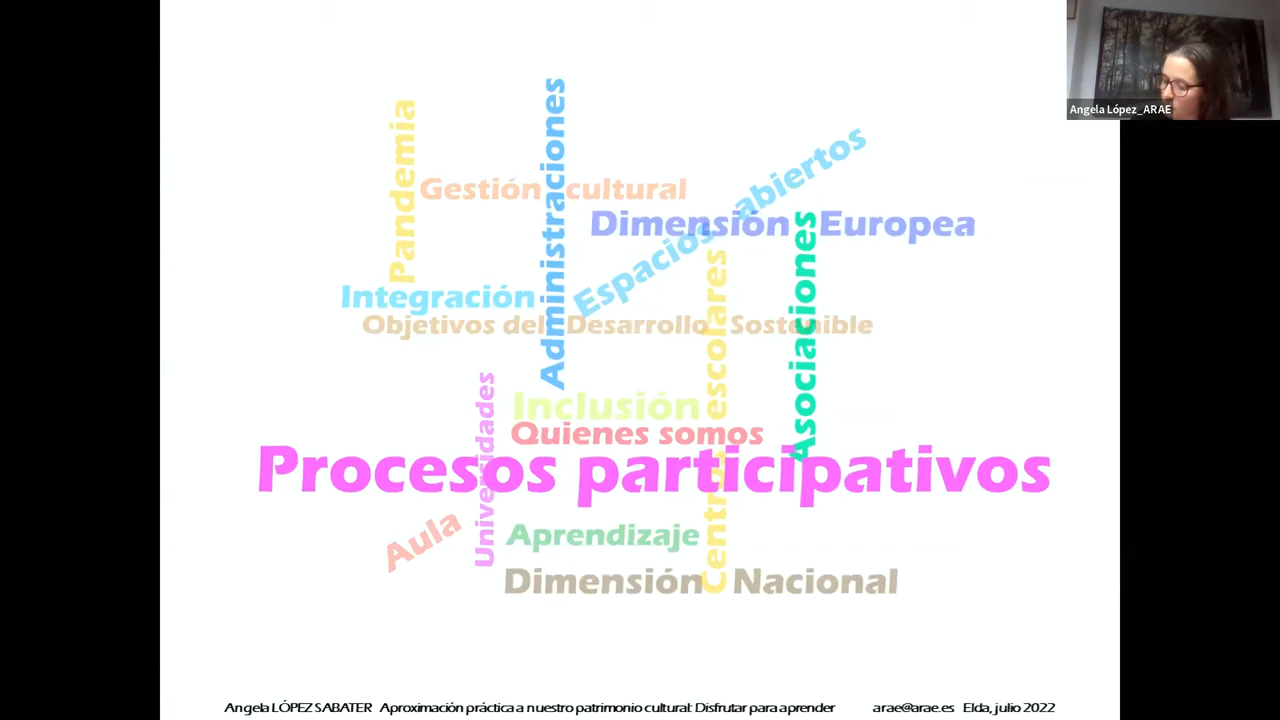 Angela López_ARAE
Pandemia
Administraciones
Gestión cultural
Espacios abiertos
Dimensión Europea
Asociaciones
Integración
Centros escolares
Objetivos del Desarrollo Sostenible
Universidades
Inclusión
Quienes somos
Procesos participativos
Aula
Aprendizaje
Dimensión Nacional
Angela LÓPEZ SABATER Aproximación práctica a nuestro patrimonio cultural: Disfrutar para aprender arae@arae.es Elda, julio 2022